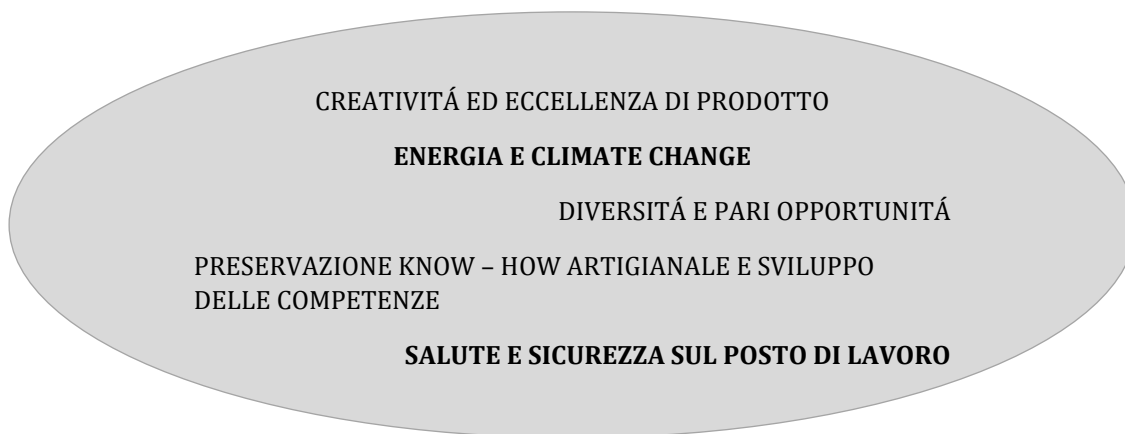 CREATIVITÁ ED ECCELLENZA DI PRODOTTO
ENERGIA E CLIMATE CHANGE
DIVERSITÁ E PARI OPPORTUNITÁ
PRESERVAZIONE KNOW – HOW ARTIGIANALE E SVILUPPO
DELLE COMPETENZE
SALUTE E SICUREZZA SUL POSTO DI LAVORO